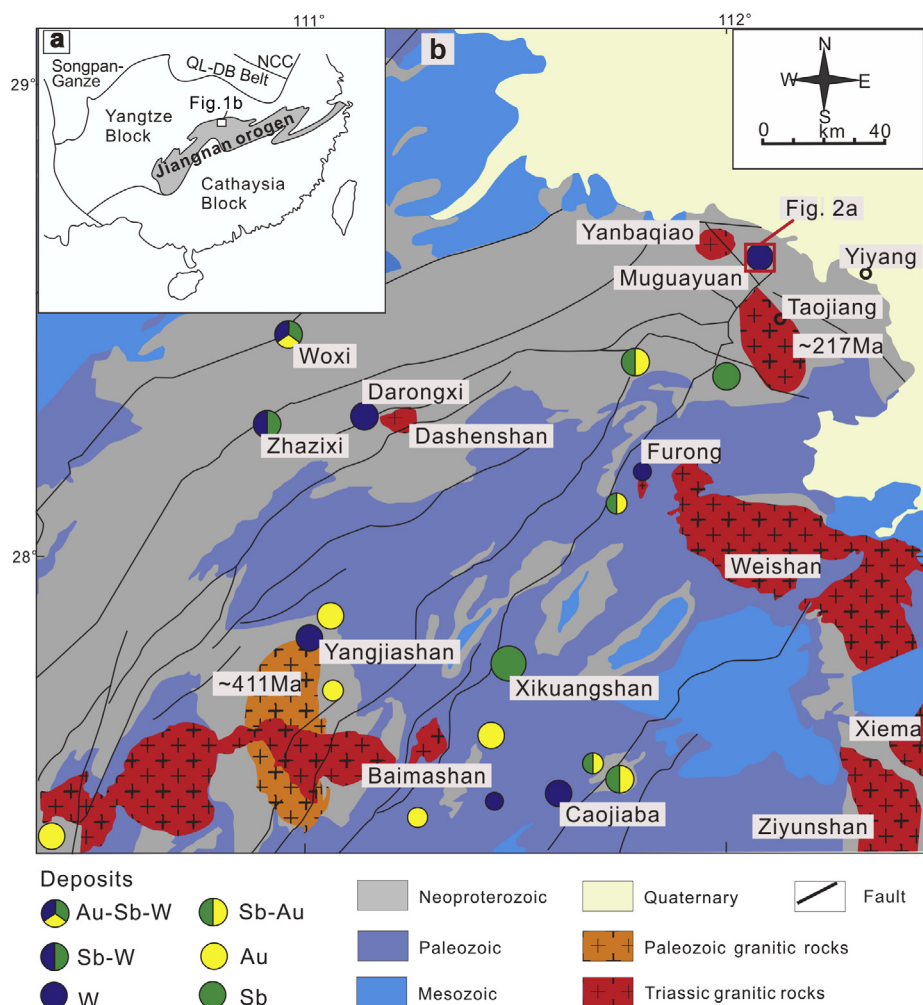 111°
112°
29°
28°
a
Songpan-
Ganze
NCC
QL-DB Belt
Fig.1b
Yangtze
Block
Jiangnan orogen
Cathaysia
Block
b
N
W
E
S
0 km 40
Fig. 2a
Yanbaqiao
Muguayuan
Yiyang
Taojiang
~217Ma
Woxi
Darongxi
Zhazixi
Dashenshan
Furong
Weishan
Yangjiashan
~411Ma
Xikuangshan
Xiema
Baimashan
Caojiaba
Ziyunshan
Deposits
Au-Sb-W
Sb-Au
Sb-W
Au
W
Sb
Neoproterozoic
Quaternary
Fault
Paleozoic
Paleozoic granitic rocks
Mesozoic
Triassic granitic rocks